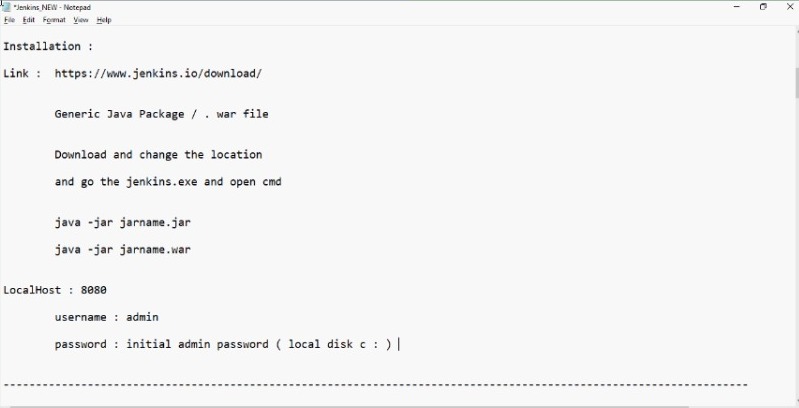 *Jenkins_NEW - Notepad
File Edit Format View Help
Installation :
Link : https://www.jenkins.io/download/
Generic Java Package / . war file
Download and change the location
and go the jenkins.exe and open cmd
java -jar jarname.jar
java -jar jarname.war
LocalHost : 8080
username : admin
password : initial admin password ( local disk c : )
--------------------------------------------------------------------------------------------------------------------